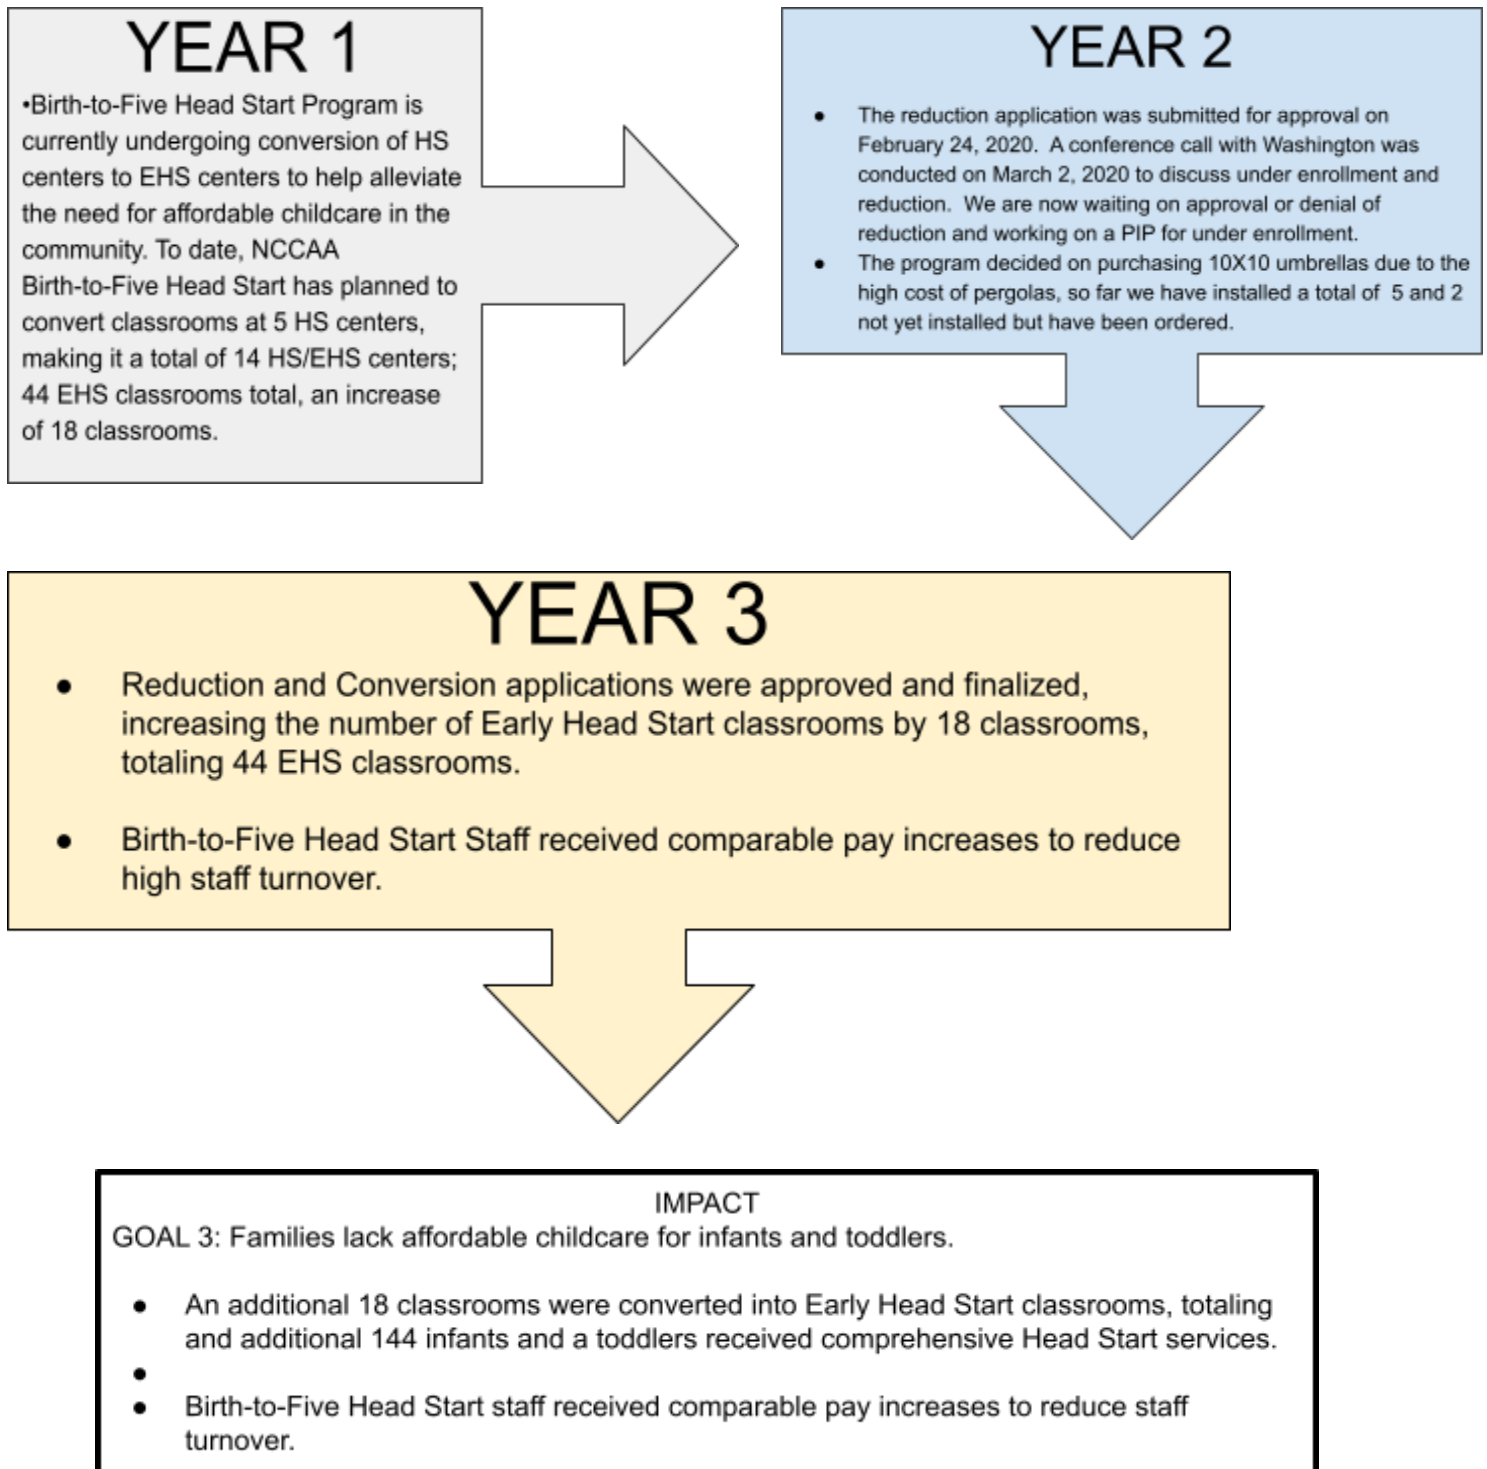 YEAR 1
•Birth-to-Five Head Start Program is
currently undergoing conversion of HS
centers to EHS centers to help alleviate
the need for affordable childcare in the
community. To date, NCCAA
Birth-to-Five Head Start has planned to
convert classrooms at 5 HS centers,
making it a total of 14 HS/EHS centers;
44 EHS classrooms total, an increase
of 18 classrooms.
YEAR 2
● The reduction application was submitted for approval on
February 24, 2020.  A conference call with Washington was
conducted on March 2, 2020 to discuss under enrollment and
reduction.  We are now waiting on approval or denial of
reduction and working on a PIP for under enrollment.
● The program decided on purchasing 10X10 umbrellas due to the
high cost of pergolas, so far we have installed a total of  5 and 2
not yet installed but have been ordered.
YEAR 3
● Reduction and Conversion applications were approved and finalized,
increasing the number of Early Head Start classrooms by 18 classrooms,
totaling 44 EHS classrooms.
● Birth-to-Five Head Start Staff received comparable pay increases to reduce
high staff turnover.
IMPACT
GOAL 3: Families lack affordable childcare for infants and toddlers.
● An additional 18 classrooms were converted into Early Head Start classrooms, totaling
and additional 144 infants and a toddlers received comprehensive Head Start services.
●
● Birth-to-Five Head Start staff received comparable pay increases to reduce staff
turnover.